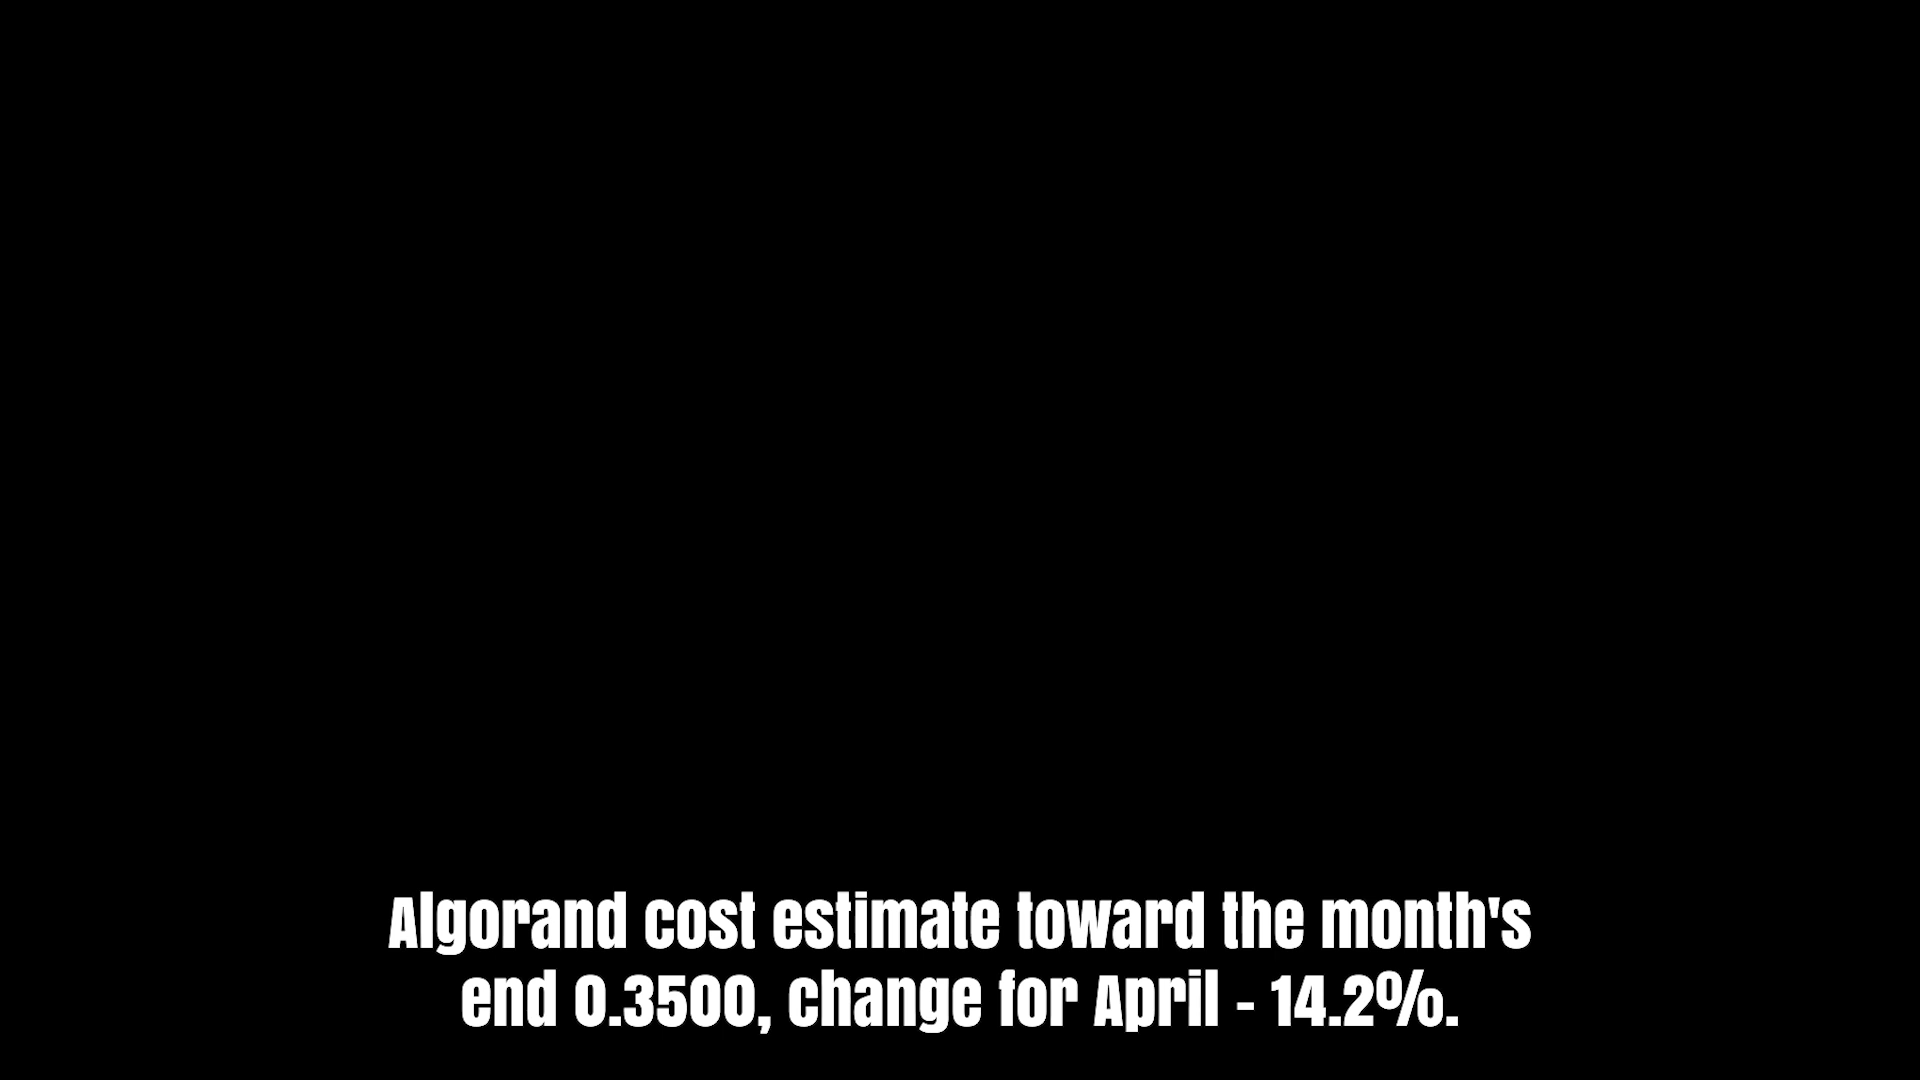 Algorand cost estimate toward the month's
end 0.3500, change for April - 14.2%.